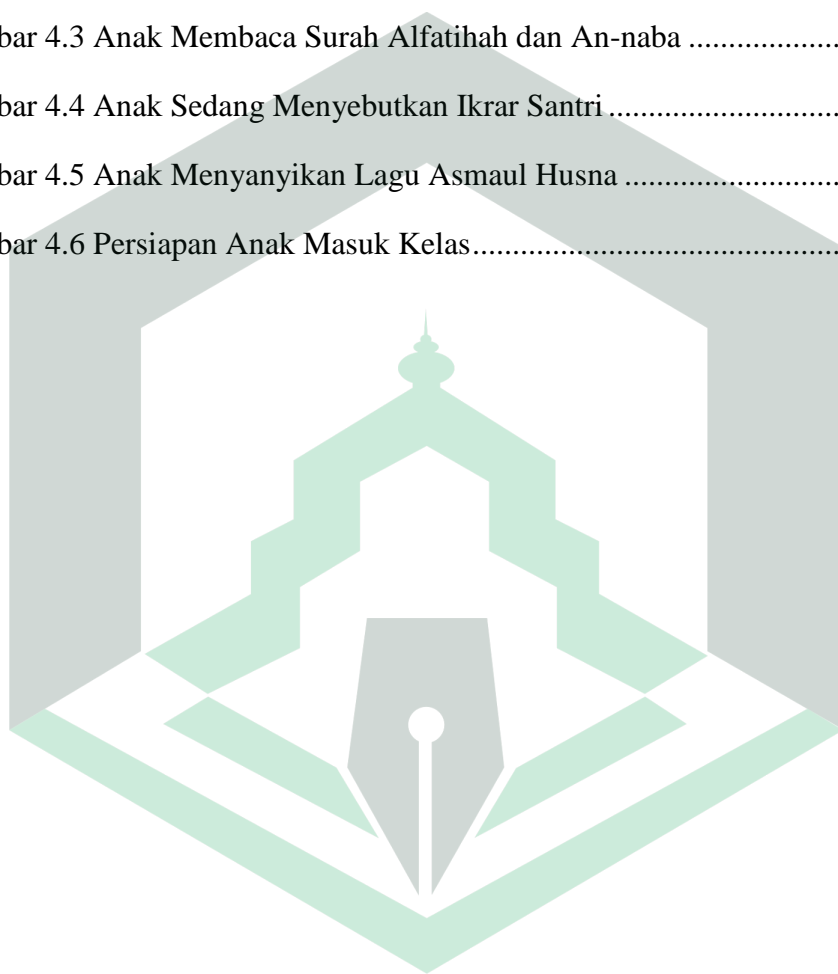 bar 4.3 Anak Membaca Surah Alfatihah dan An-naba ...................
bar 4.4 Anak Sedang Menyebutkan Ikrar Santri .............................
bar 4.5 Anak Menyanyikan Lagu Asmaul Husna ...........................
bar 4.6 Persiapan Anak Masuk Kelas..............................................